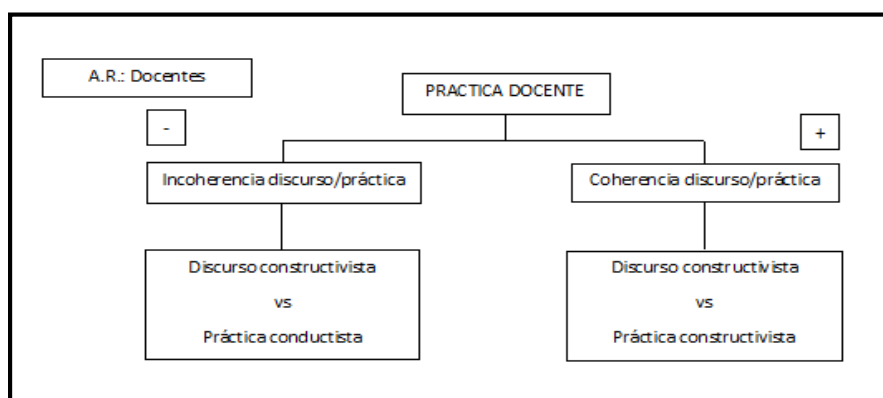 A.R.: Docentes
PRACTICA DOCENTE
-
+
Incoherencia discurso/práctica
Coherencia discurso/práctica
Discurso constructivista
vs
Práctica conductista
Discurso constructivista
vs
Práctica constructivista